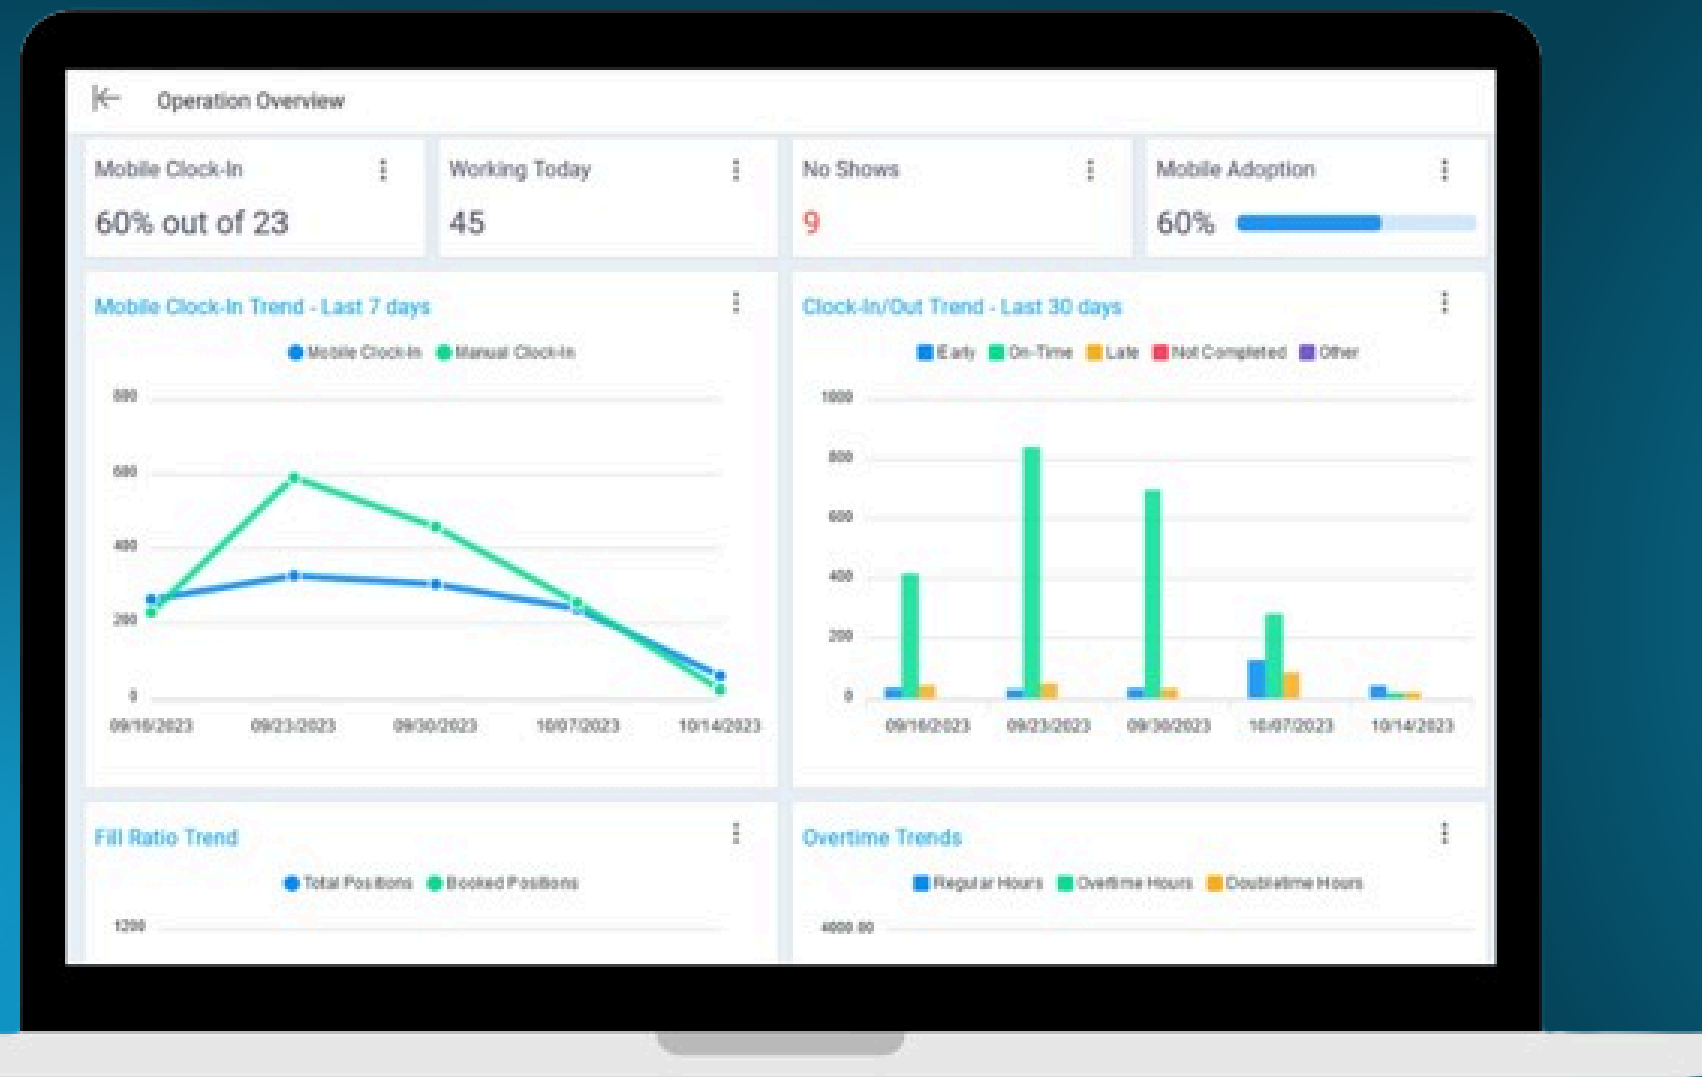 Operation Overview
Mobile Clock-In
60% out of 23
Working Today
45
No Shows
9
Mobile Adoption
60%
Mobile Clock-In Trend - Last 7 days
Mobile Clock-In Manual Clock-In
800
600
400
200
0
09/16/2023 09/23/2023 09/30/2023 10/07/2023 10/14/2023
Clock-In/Out Trend - Last 30 days
Early On-Time Late Not Completed Other
1000
800
600
400
200
0
09/16/2023 09/23/2023 09/30/2023 10/07/2023 10/14/2023
Fill Ratio Trend
Total Positions Booked Positions
1200
Overtime Trends
Regular Hours Overtime Hours Doubletime Hours
4000.00